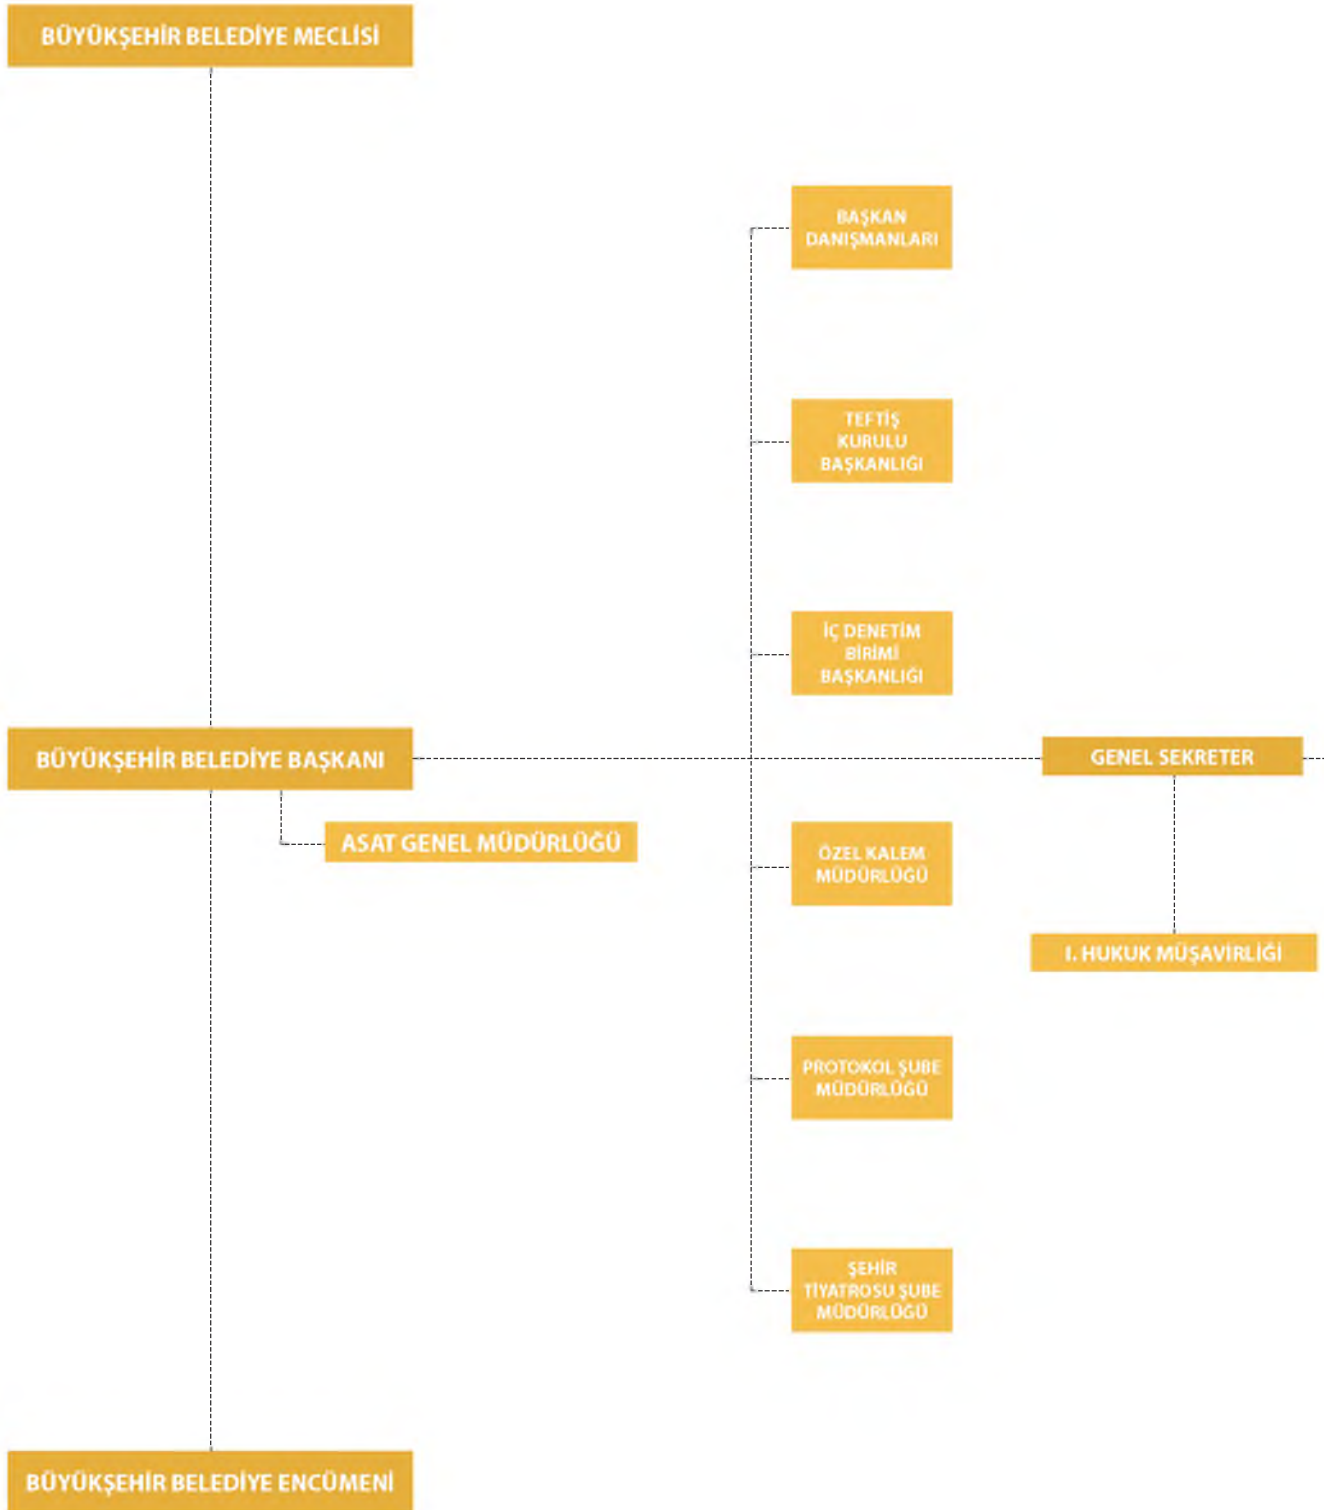 BÜYÜKŞEHİR BELEDİYE MECLİSİ
BAŞKAN
DANIŞMANLARI
TEFTİŞ
KURULU
BAŞKANLIĞI
İÇ DENETİM
BİRİMİ
BAŞKANLIĞI
BÜYÜKŞEHİR BELEDİYE BAŞKANI
GENEL SEKRETER
ASAT GENEL MÜDÜRLÜĞÜ
ÖZEL KALEM
MÜDÜRLÜĞÜ
I. HUKUK MÜŞAVİRLİĞİ
PROTOKOL ŞUBE
MÜDÜRLÜĞÜ
ŞEHİR
TİYATROSU ŞUBE
MÜDÜRLÜĞÜ
BÜYÜKŞEHİR BELEDİYE ENCÜMENİ